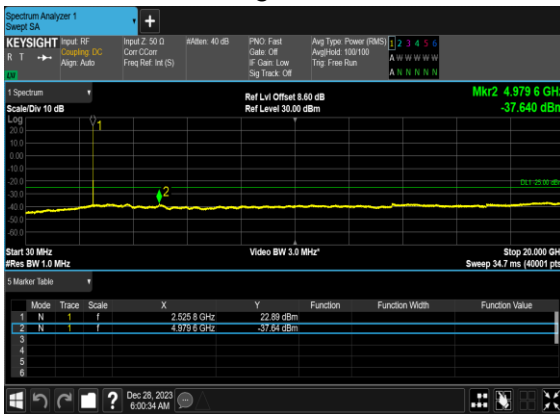 Spectrum Analyzer 1
Swept SA
+
KEYSIGHT Input: RF Input Z: 50 Ω #Atten: 40 dB PNO: Fast Avg Type: Power (RMS) 1 2 3 4 5 6
R T Coupling: DC Corr CCorr Gate: Off Avg|Hold: 100/100 A W W W W W
Align: Auto Freq Ref: Int (S) IF Gain: Low Trig: Free Run
Sig Track: Off A N N N N N
1 Spectrum Ref Lvl Offset 8.60 dB Mkr2 4.979 6 GHz
Scale/Div 10 dB Ref Level 30.00 dBm -37.640 dBm
Log
20.0
10.0
0.00
-10.0
-20.0
-30.0
-40.0
-50.0
-60.0
1
2
DL1 -25.00 dBm
Start 30 MHz Video BW 3.0 MHz* Stop 20.000 GH
#Res BW 1.0 MHz Sweep 34.7 ms (40001 pts
5 Marker Table
Mode Trace Scale X Y Function Function Width Function Value
1 N 1 f 2.525 8 GHz 22.89 dBm
2 N 1 f 4.979 6 GHz -37.64 dBm
3
4
5
6
? Dec 28, 2023
6:00:34 AM